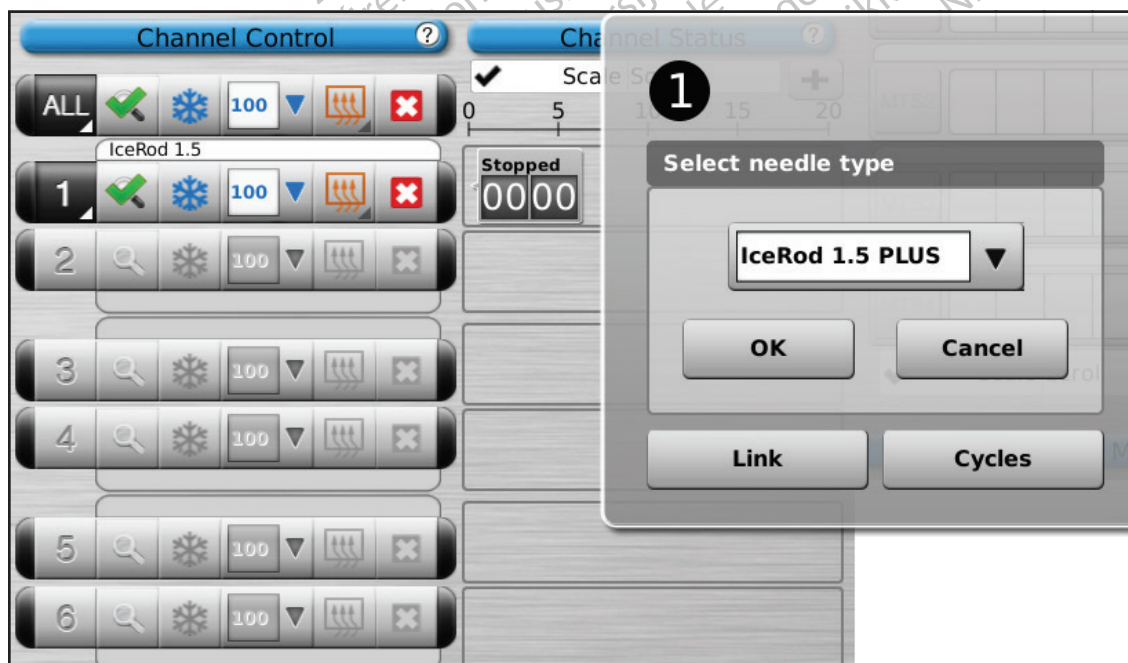 Channel Control ?
Channel Status ?
ALL 100
Scale
0 5 10 15 20
1
Select needle type
IceRod 1.5 PLUS
OK Cancel
Link Cycles
IceRod 1.5
1 100
Stopped
00 00
2 100
3 100
4 100
5 100
6 100